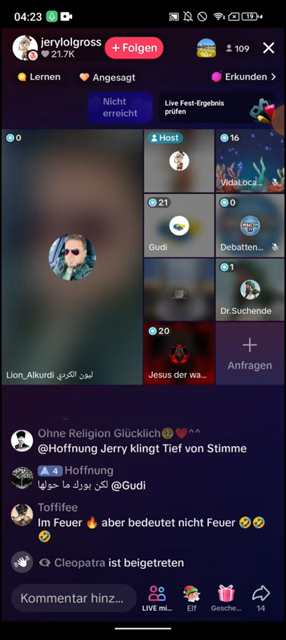 04:23
19
jerylolgross
21.7K
+ Folgen
109
Lernen
Angesagt
Erkunden >
Nicht
erreicht
Live Fest-Ergebnis
prüfen
0
Host
16
VidaLoca...
21
Gudi
0
Debatten...
1
Dr.Suchende
Lion_Alkurdi ليون الكردي
20
Jesus der wa...
+
Anfragen
Ohne Religion Glücklich🥹❤️^^
@Hoffnung Jerry klingt Tief von Stimme
4 Hoffnung
لكن بورك ما حولها @Gudi
Toffifee
Im Feuer 🔥 aber bedeutet nicht Feuer 🤣🤣
🤣
Cleopatra ist beigetreten
Kommentar hinz...
LIVE mi...
Elf
Gesche...
14